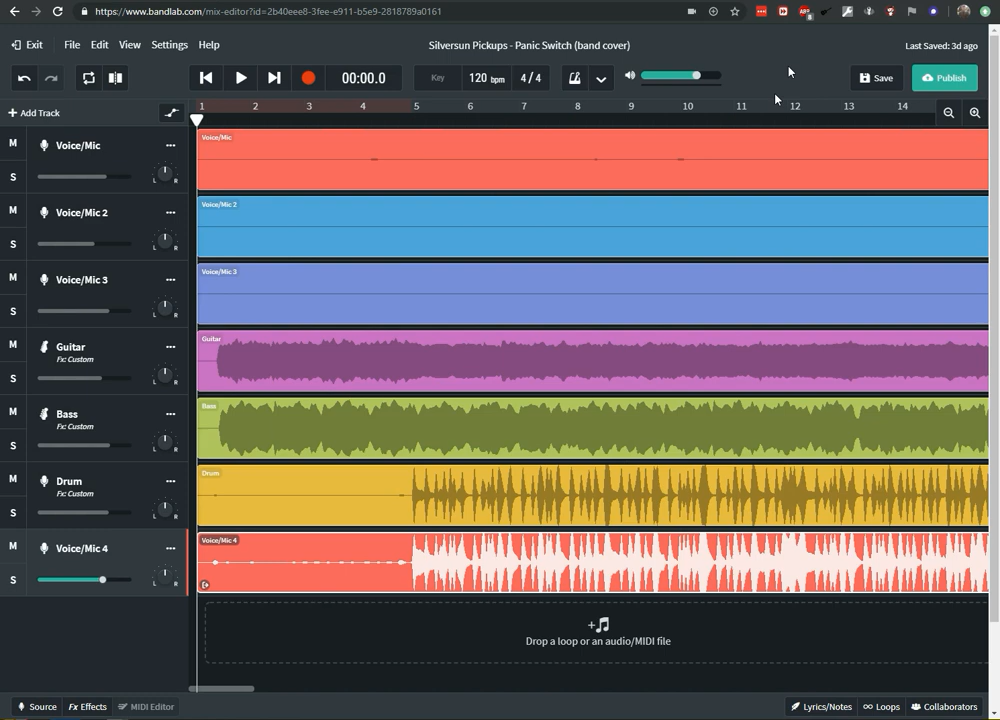 https://www.bandlab.com/mix-editor?id=2b40eee8-3fee-e911-b5e9-2818789a0161
Exit File Edit View Settings Help Silversun Pickups - Panic Switch (band cover) Last Saved: 3d ago
00:00.0 Key 120 bpm 4 / 4 Save Publish
+ Add Track 1 2 3 4 5 6 7 8 9 10 11 12 13 14
M Voice/Mic ••• Voice/Mic
S L R
M Voice/Mic 2 ••• Voice/Mic 2
S L R
M Voice/Mic 3 ••• Voice/Mic 3
S L R
M Guitar ••• Guitar
Fx: Custom
S L R
M Bass ••• Bass
Fx: Custom
S L R
M Drum ••• Drum
Fx: Custom
S L R
M Voice/Mic 4 ••• Voice/Mic 4
S L R
Drop a loop or an audio/MIDI file
Source Fx Effects MIDI Editor Lyrics/Notes Loops Collaborators